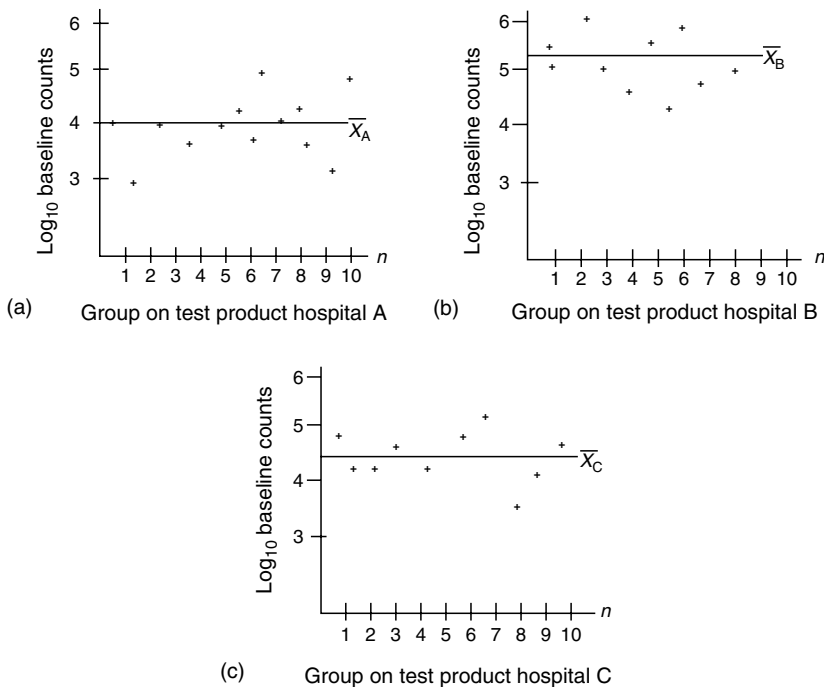 6
5
4
3
Log₁₀ baseline counts
X̅_A
1 2 3 4 5 6 7 8 9 10
n
(a) Group on test product hospital A
6
5
4
3
Log₁₀ baseline counts
X̅_B
1 2 3 4 5 6 7 8 9 10
n
(b) Group on test product hospital B
6
5
4
3
Log₁₀ baseline counts
X̅_C
1 2 3 4 5 6 7 8 9 10
n
(c) Group on test product hospital C